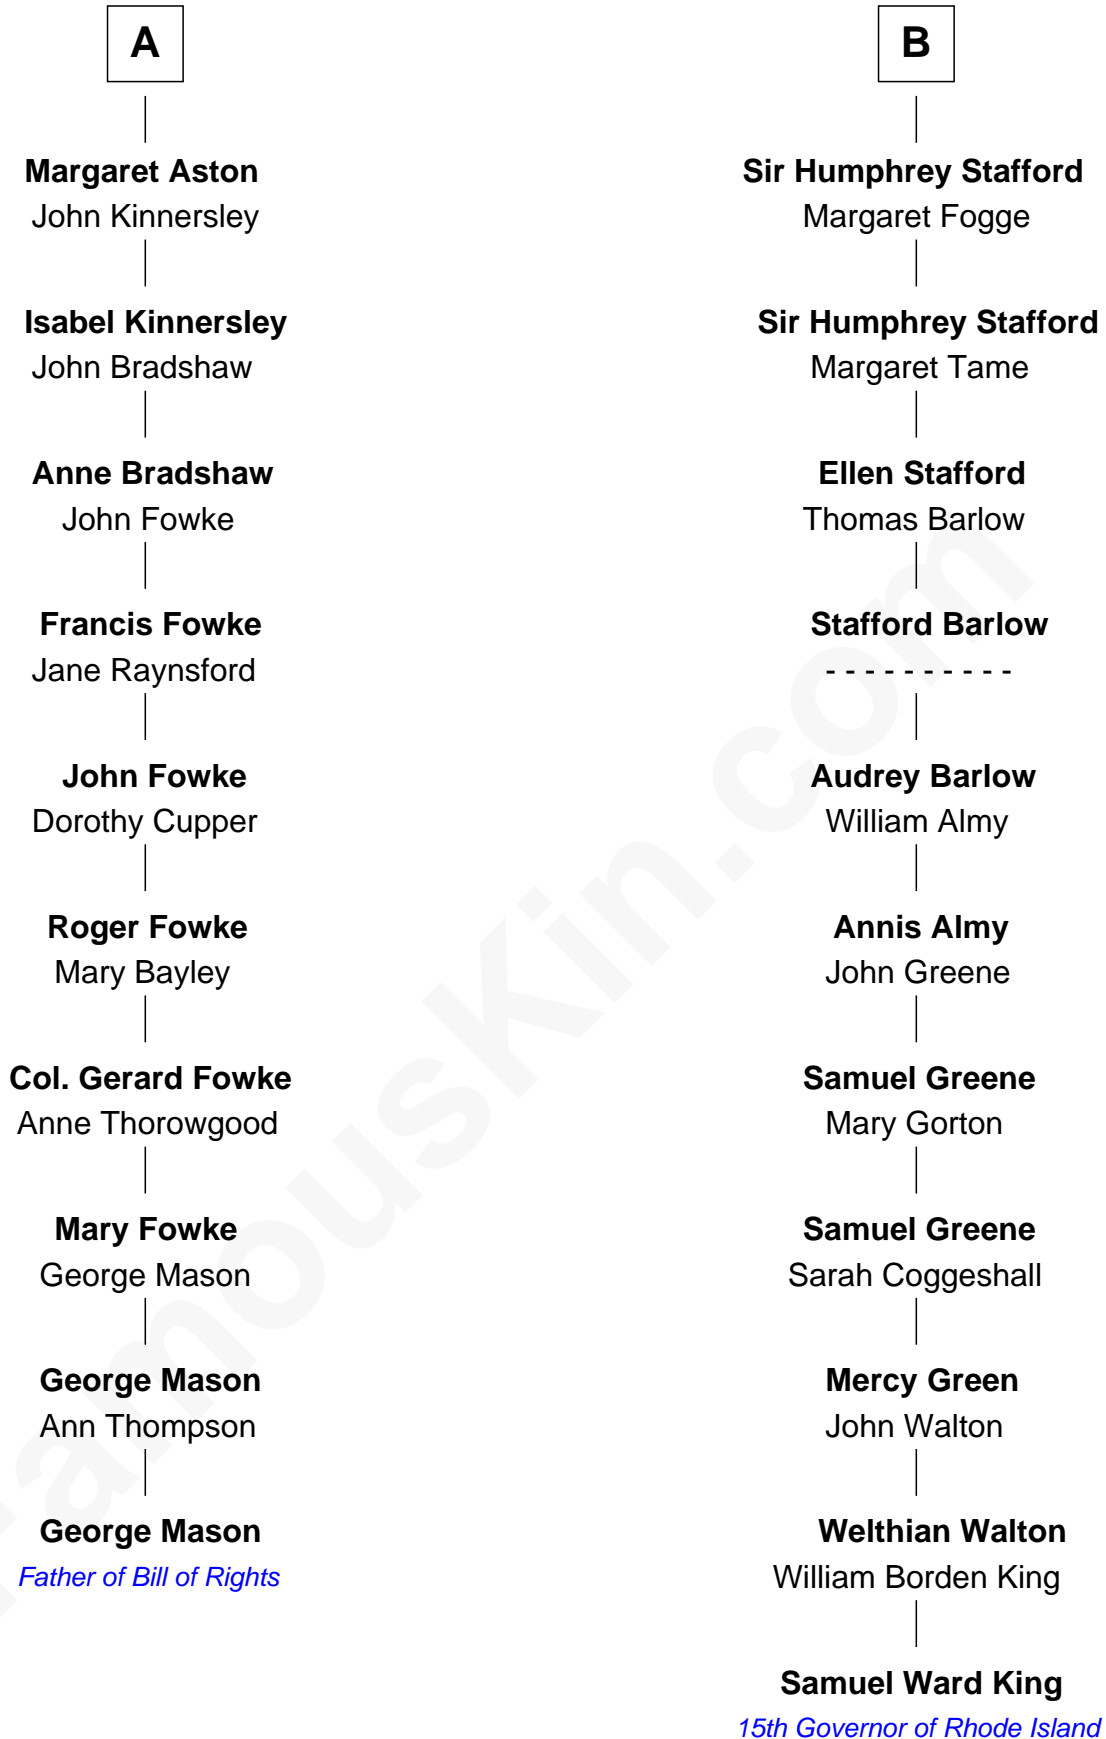 A
Margaret Aston
John Kinnersley
Isabel Kinnersley
John Bradshaw
Anne Bradshaw
John Fowke
Francis Fowke
Jane Raynsford
John Fowke
Dorothy Cupper
Roger Fowke
Mary Bayley
Col. Gerard Fowke
Anne Thorowgood
Mary Fowke
George Mason
George Mason
Ann Thompson
George Mason
Father of Bill of Rights
B
Sir Humphrey Stafford
Margaret Fogge
Sir Humphrey Stafford
Margaret Tame
Ellen Stafford
Thomas Barlow
Stafford Barlow
- - - - - - - - - -
Audrey Barlow
William Almy
Annis Almy
John Greene
Samuel Greene
Mary Gorton
Samuel Greene
Sarah Coggeshall
Mercy Green
John Walton
Welthian Walton
William Borden King
Samuel Ward King
15th Governor of Rhode Island
FamousKin.com